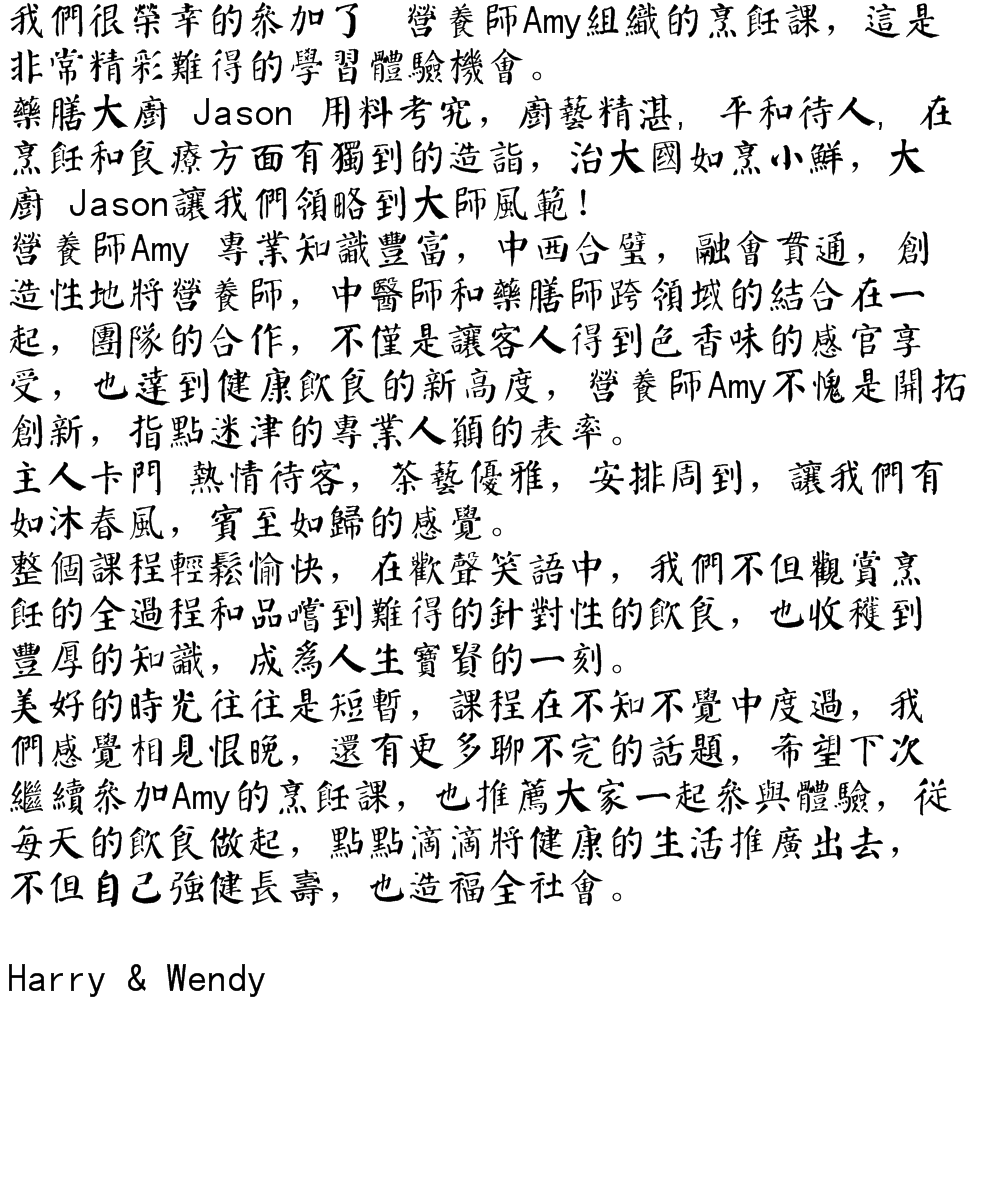 我們很榮幸的參加了 營養師Amy組織的烹飪課，這是
非常精彩難得的學習體驗機會。
藥膳大廚 Jason 用料考究，廚藝精湛，平和待人，在
烹飪和食療方面有獨到的造詣，治大國如烹小鮮，大
廚 Jason讓我們領略到大師風範！
營養師Amy 專業知識豐富，中西合璧，融會貫通，創
造性地將營養師，中醫師和藥膳師跨領域的結合在一
起，團隊的合作，不僅是讓客人得到色香味的感官享
受，也達到健康飲食的新高度，營養師Amy不愧是開拓
創新，指點迷津的專業人頴的表率。
主人卡門 熱情待客，茶藝優雅，安排周到，讓我們有
如沐春風，賓至如歸的感覺。
整個課程輕鬆愉快，在歡聲笑語中，我們不但觀賞烹
飪的全過程和品嚐到難得的針對性的飲食，也收穫到
豐厚的知識，成為人生寶貴的一刻。
美好的時光往往是短暫，課程在不知不覺中度過，我
們感覺相見恨晚，還有更多聊不完的話題，希望下次
繼續參加Amy的烹飪課，也推薦大家一起參與體驗，從
每天的飲食做起，點點滴滴將健康的生活推廣出去，
不但自己強健長壽，也造福全社會。
Harry & Wendy